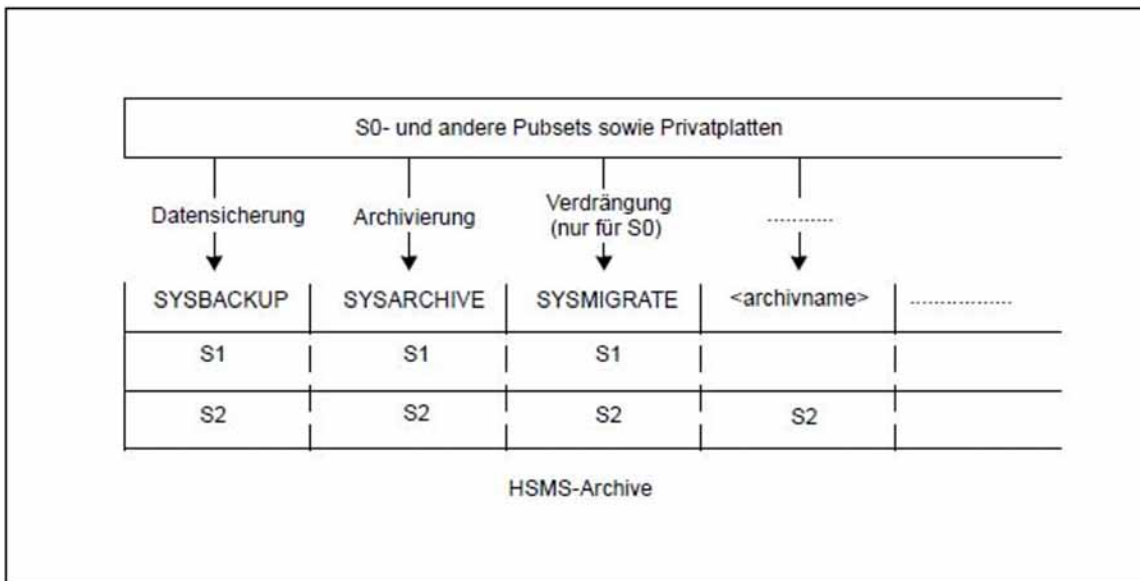 S0- und andere Pubsets sowie Privatplatten
Datensicherung Archivierung Verdrängung (nur für S0) ...........
SYSBACKUP SYSARCHIVE SYSMIGRATE <archivname> .................
S1 S1 S1
S2 S2 S2 S2
HSMS-Archive